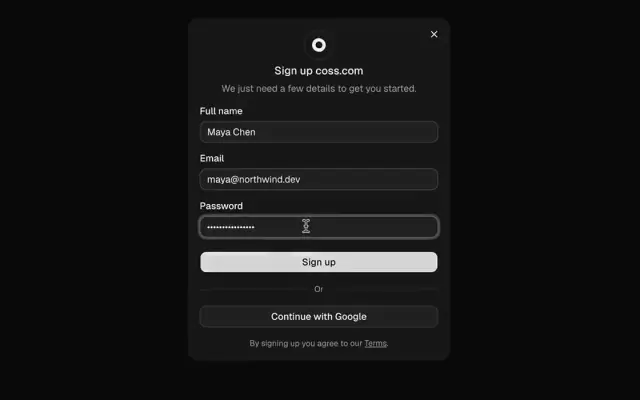 Sign up coss.com
We just need a few details to get you started.
Full name
Maya Chen
Email
maya@northwind.dev
Password
••••••••••••••••
Sign up
Or
Continue with Google
By signing up you agree to our Terms.